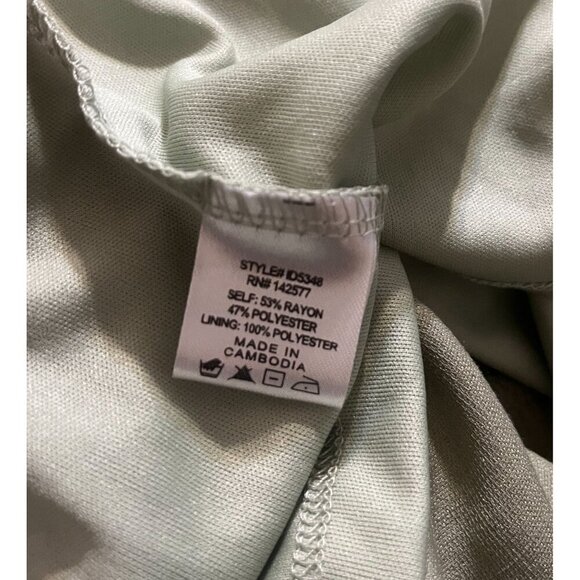 STYLE# ID5348
RN# 142577
SELF: 53% RAYON
47% POLYESTER
LINING: 100% POLYESTER
MADE IN
CAMBODIA